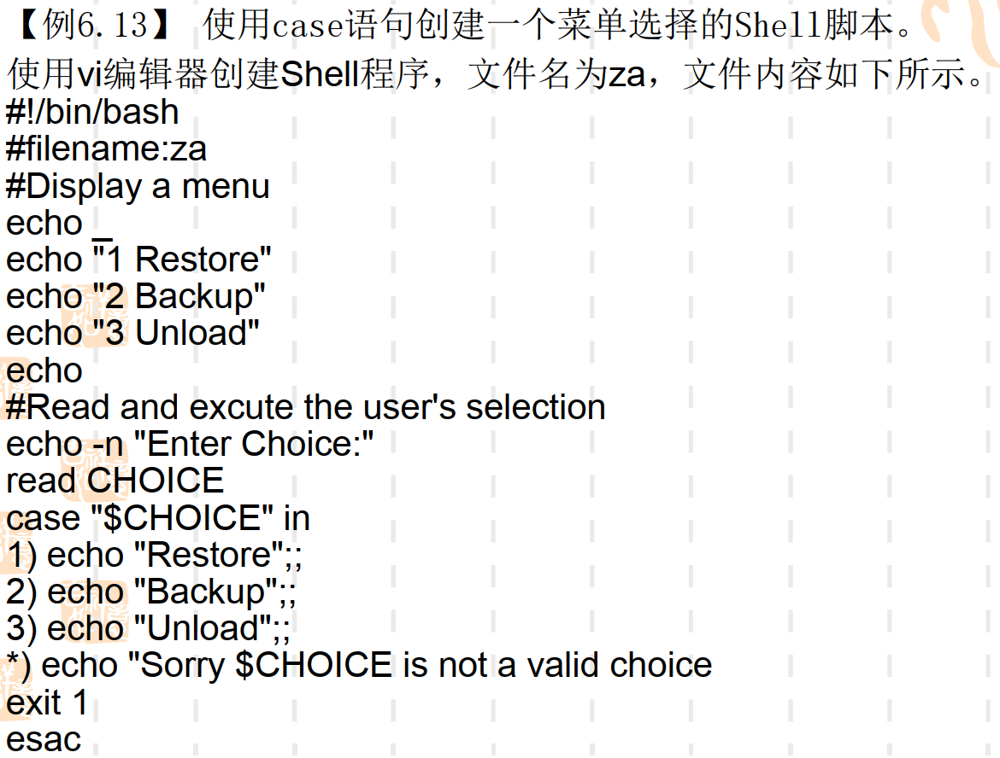 【例6.13】 使用case语句创建一个菜单选择的Shell脚本。
使用vi编辑器创建Shell程序，文件名为za，文件内容如下所示。
#!/bin/bash
#filename:za
#Display a menu
echo _
echo "1 Restore"
echo "2 Backup"
echo "3 Unload"
echo
#Read and excute the user's selection
echo -n "Enter Choice:"
read CHOICE
case "$CHOICE" in
1) echo "Restore";;
2) echo "Backup";;
3) echo "Unload";;
*) echo "Sorry $CHOICE is not a valid choice
exit 1
esac